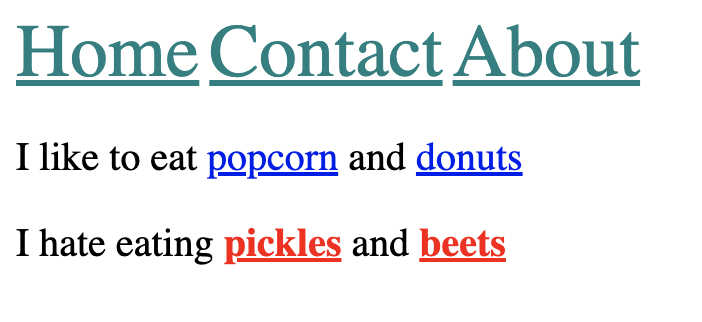 Home Contact About
I like to eat popcorn and donuts
I hate eating pickles and beets